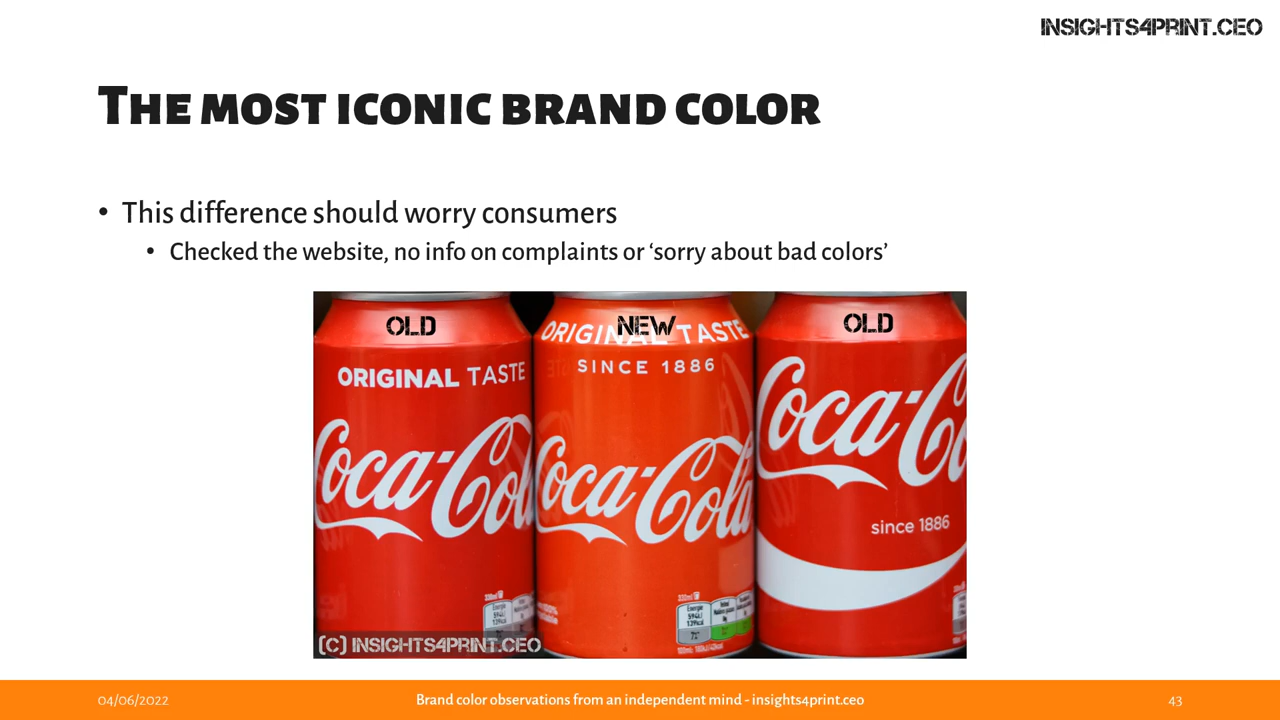 INSIGHTS4PRINT.CEO
The most iconic brand color
• This difference should worry consumers
• Checked the website, no info on complaints or ‘sorry about bad colors’
OLD
NEW
OLD
ORIGINAL TASTE
ORIGINAL TASTE
SINCE 1886
Coca-Cola
Coca-Cola
Coca-Co
since 1886
(C) INSIGHTS4PRINT.CEO
04/06/2022
Brand color observations from an independent mind - insights4print.ceo
43